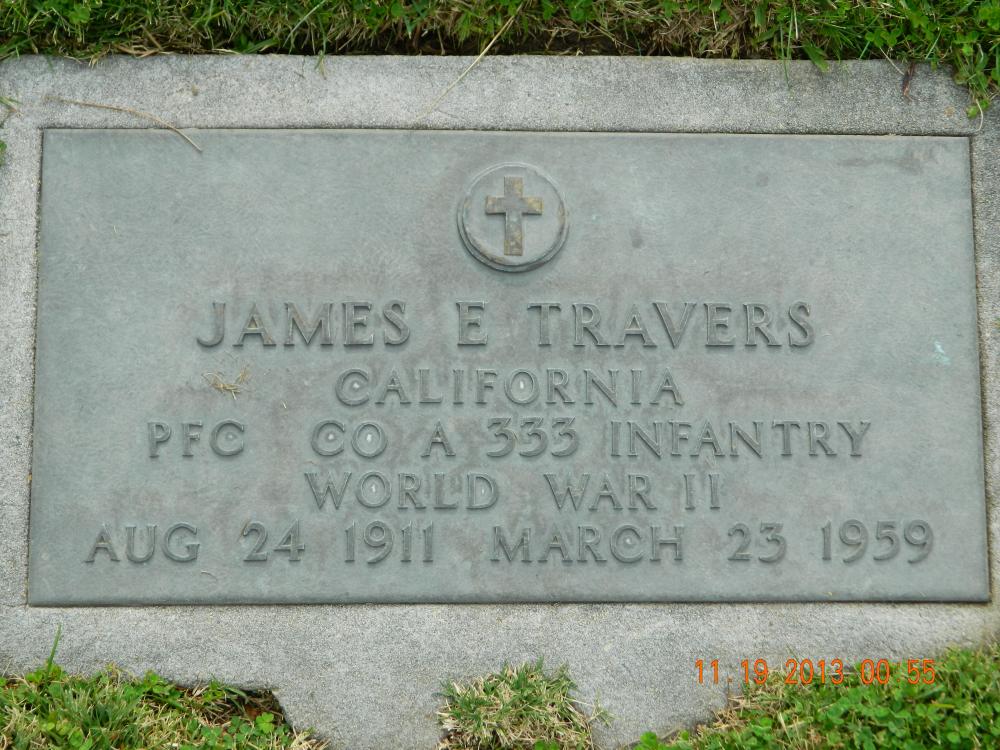 JAMES E TRAVERS
CALIFORNIA
PFC CO A 333 INFANTRY
WORLD WAR II
AUG 24 1911 MARCH 23 1959
11.19.2013 00:55